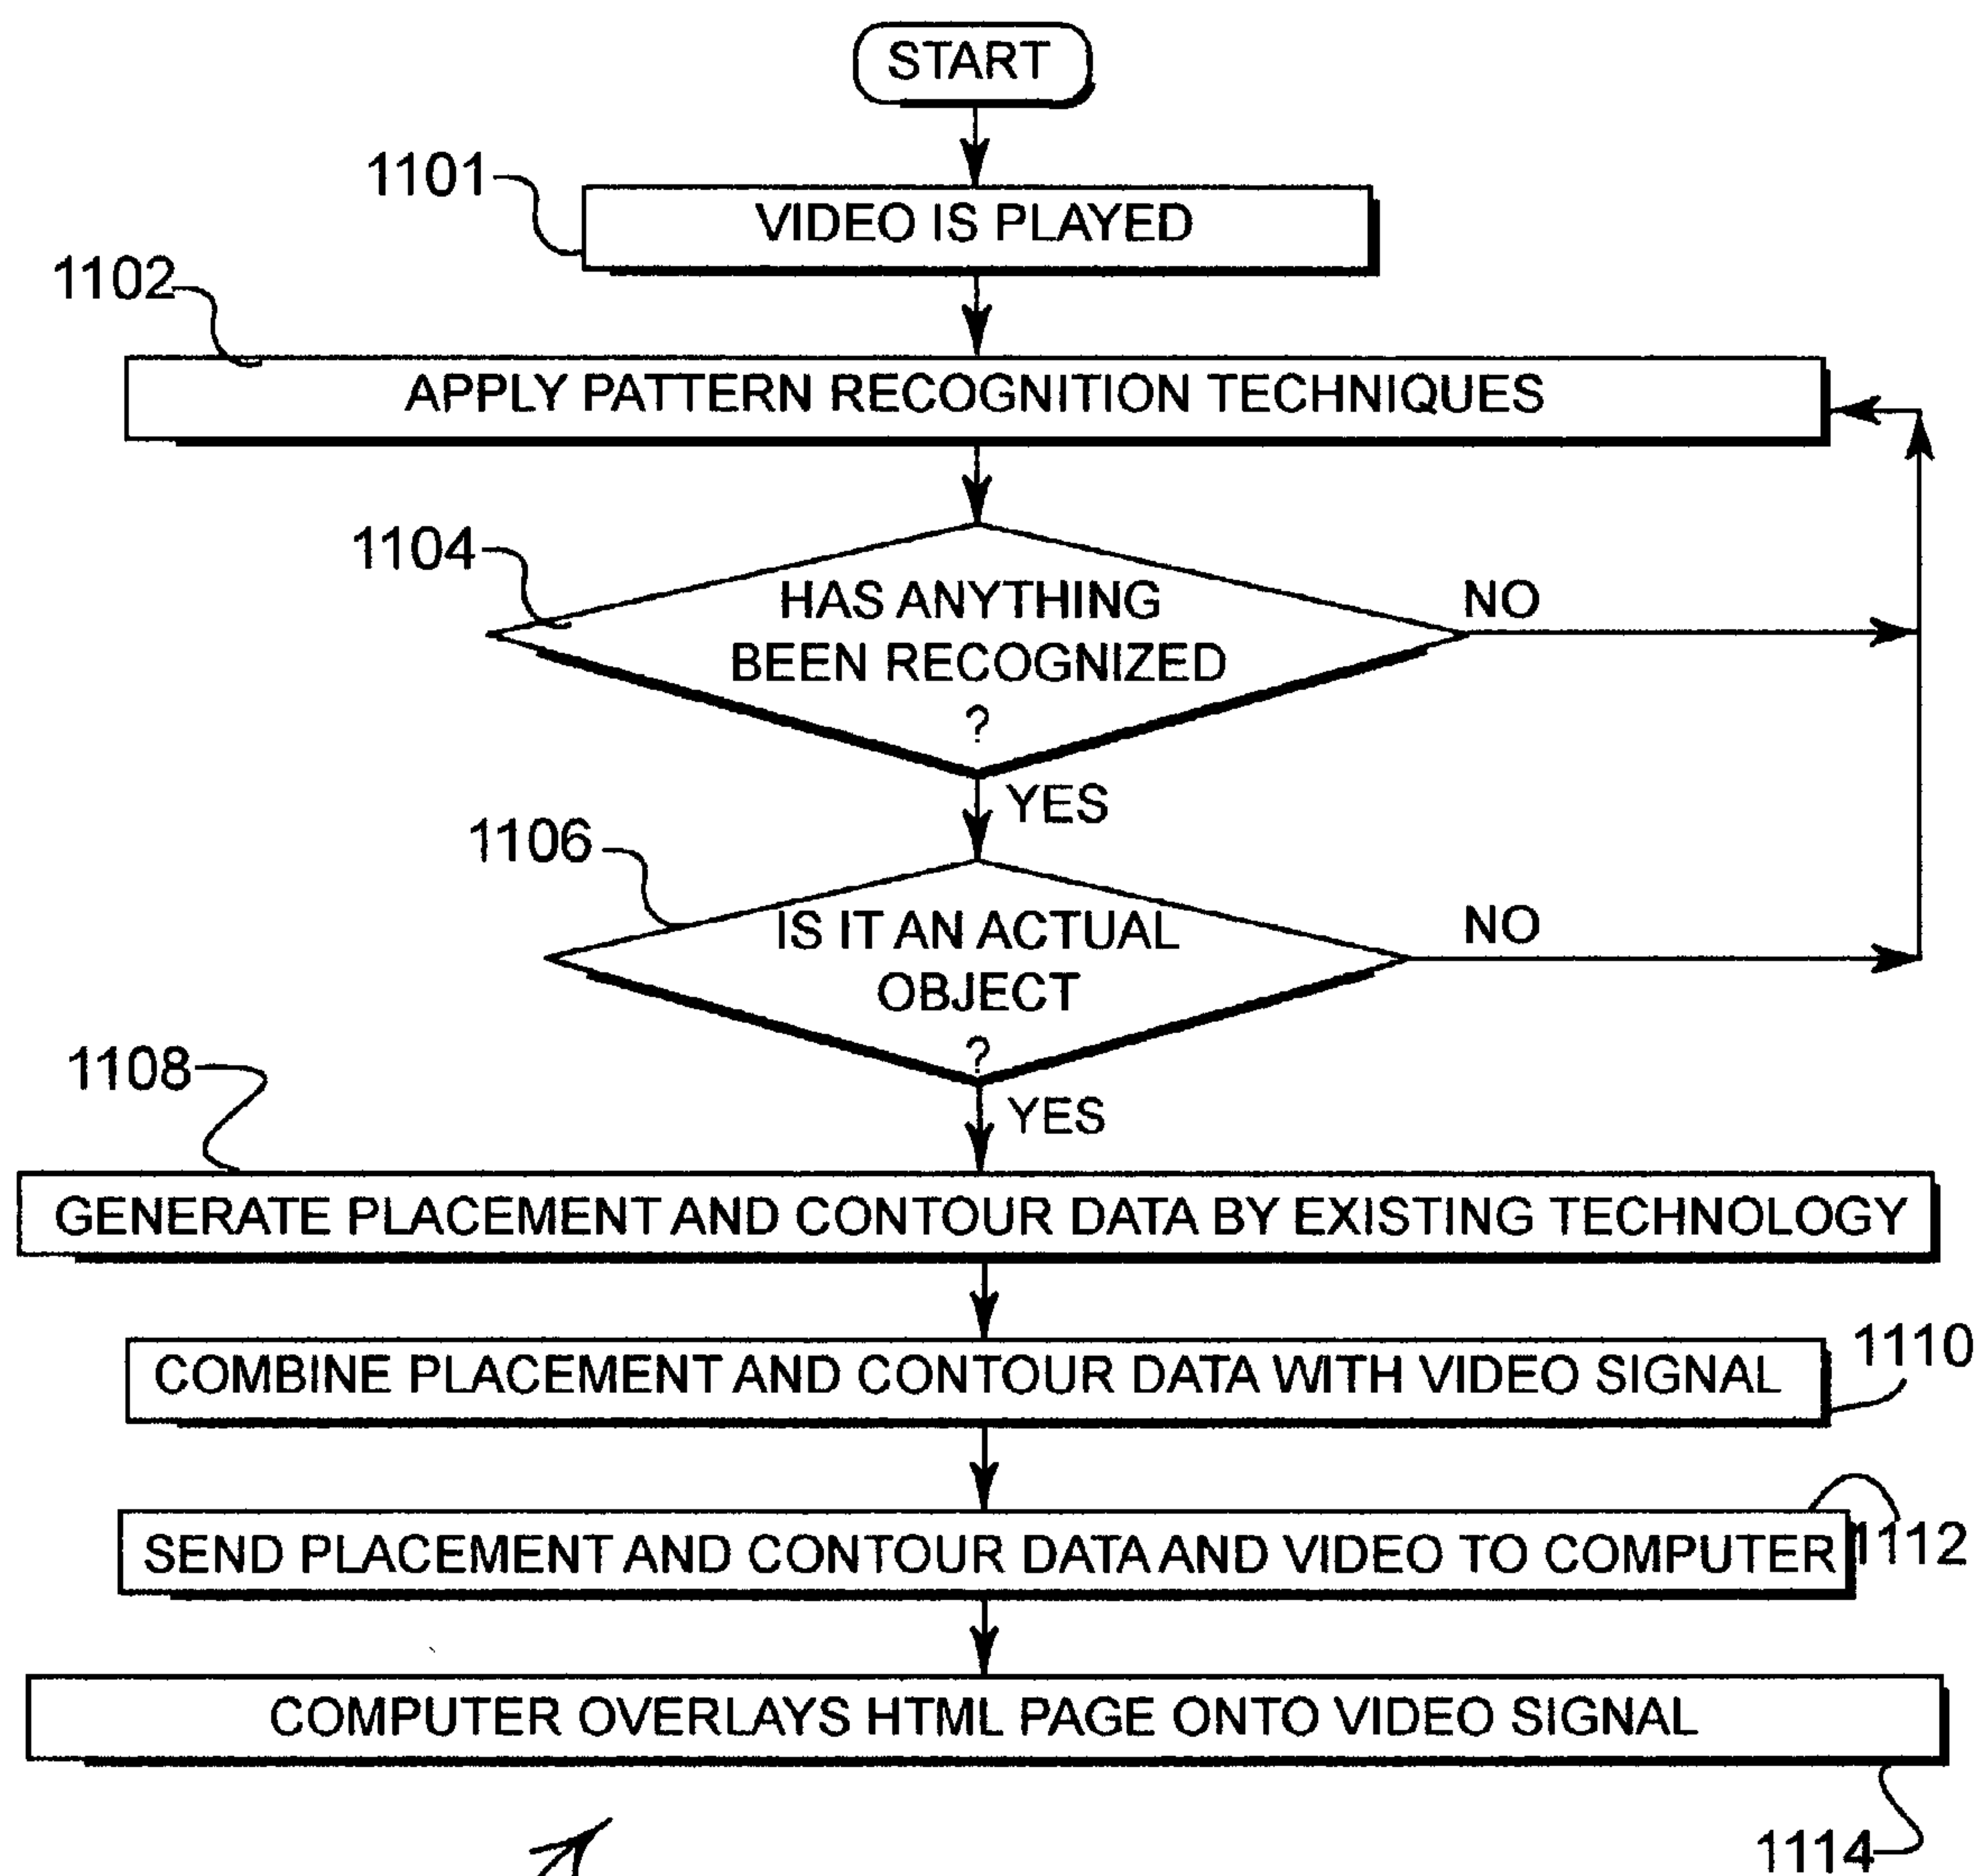 START
1101
VIDEO IS PLAYED
1102
APPLY PATTERN RECOGNITION TECHNIQUES
1104
HAS ANYTHING
BEEN RECOGNIZED
?
NO
YES
1106
IS IT AN ACTUAL
OBJECT
?
NO
YES
1108
GENERATE PLACEMENT AND CONTOUR DATA BY EXISTING TECHNOLOGY
COMBINE PLACEMENT AND CONTOUR DATA WITH VIDEO SIGNAL
1110
SEND PLACEMENT AND CONTOUR DATA AND VIDEO TO COMPUTER
1112
COMPUTER OVERLAYS HTML PAGE ONTO VIDEO SIGNAL
1114